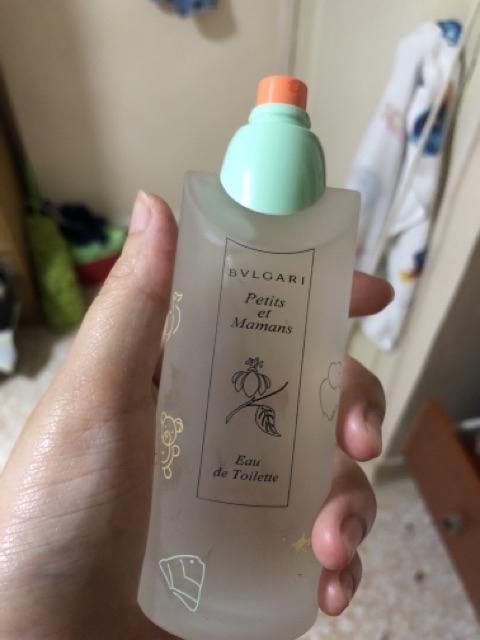 BVLGARI
Petits
et
Mamans
Eau
de Toilette